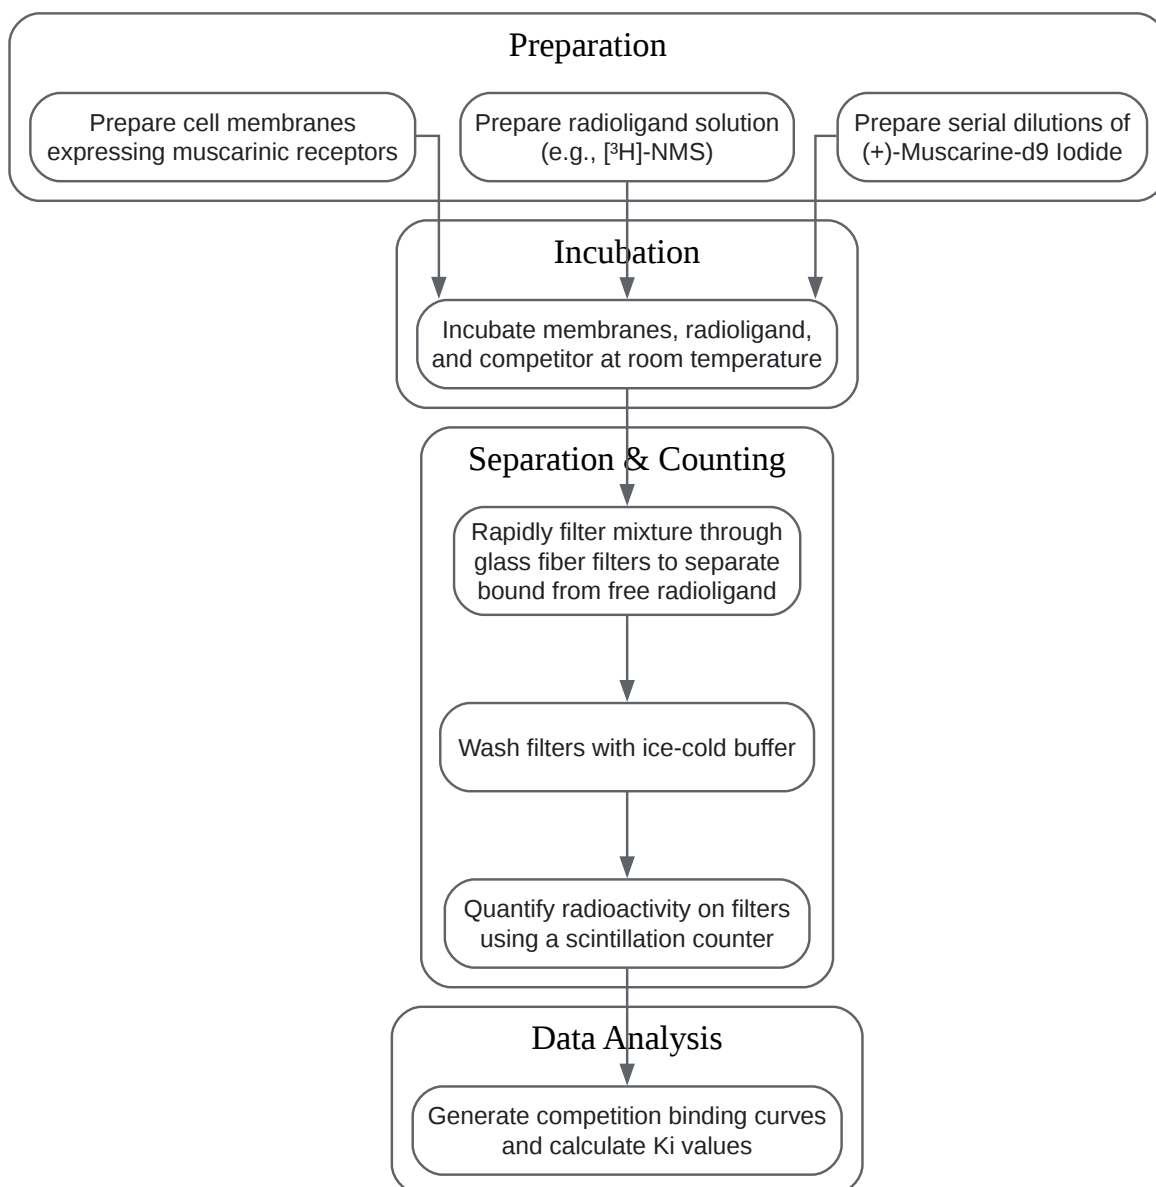 Preparation
Prepare cell membranes
expressing muscarinic receptors
Prepare radioligand solution
(e.g., [³H]-NMS)
Prepare serial dilutions of
(+)-Muscarine-d9 Iodide
Incubation
Incubate membranes, radioligand,
and competitor at room temperature
Separation & Counting
Rapidly filter mixture through
glass fiber filters to separate
bound from free radioligand
Wash filters with ice-cold buffer
Quantify radioactivity on filters
using a scintillation counter
Data Analysis
Generate competition binding curves
and calculate Ki values